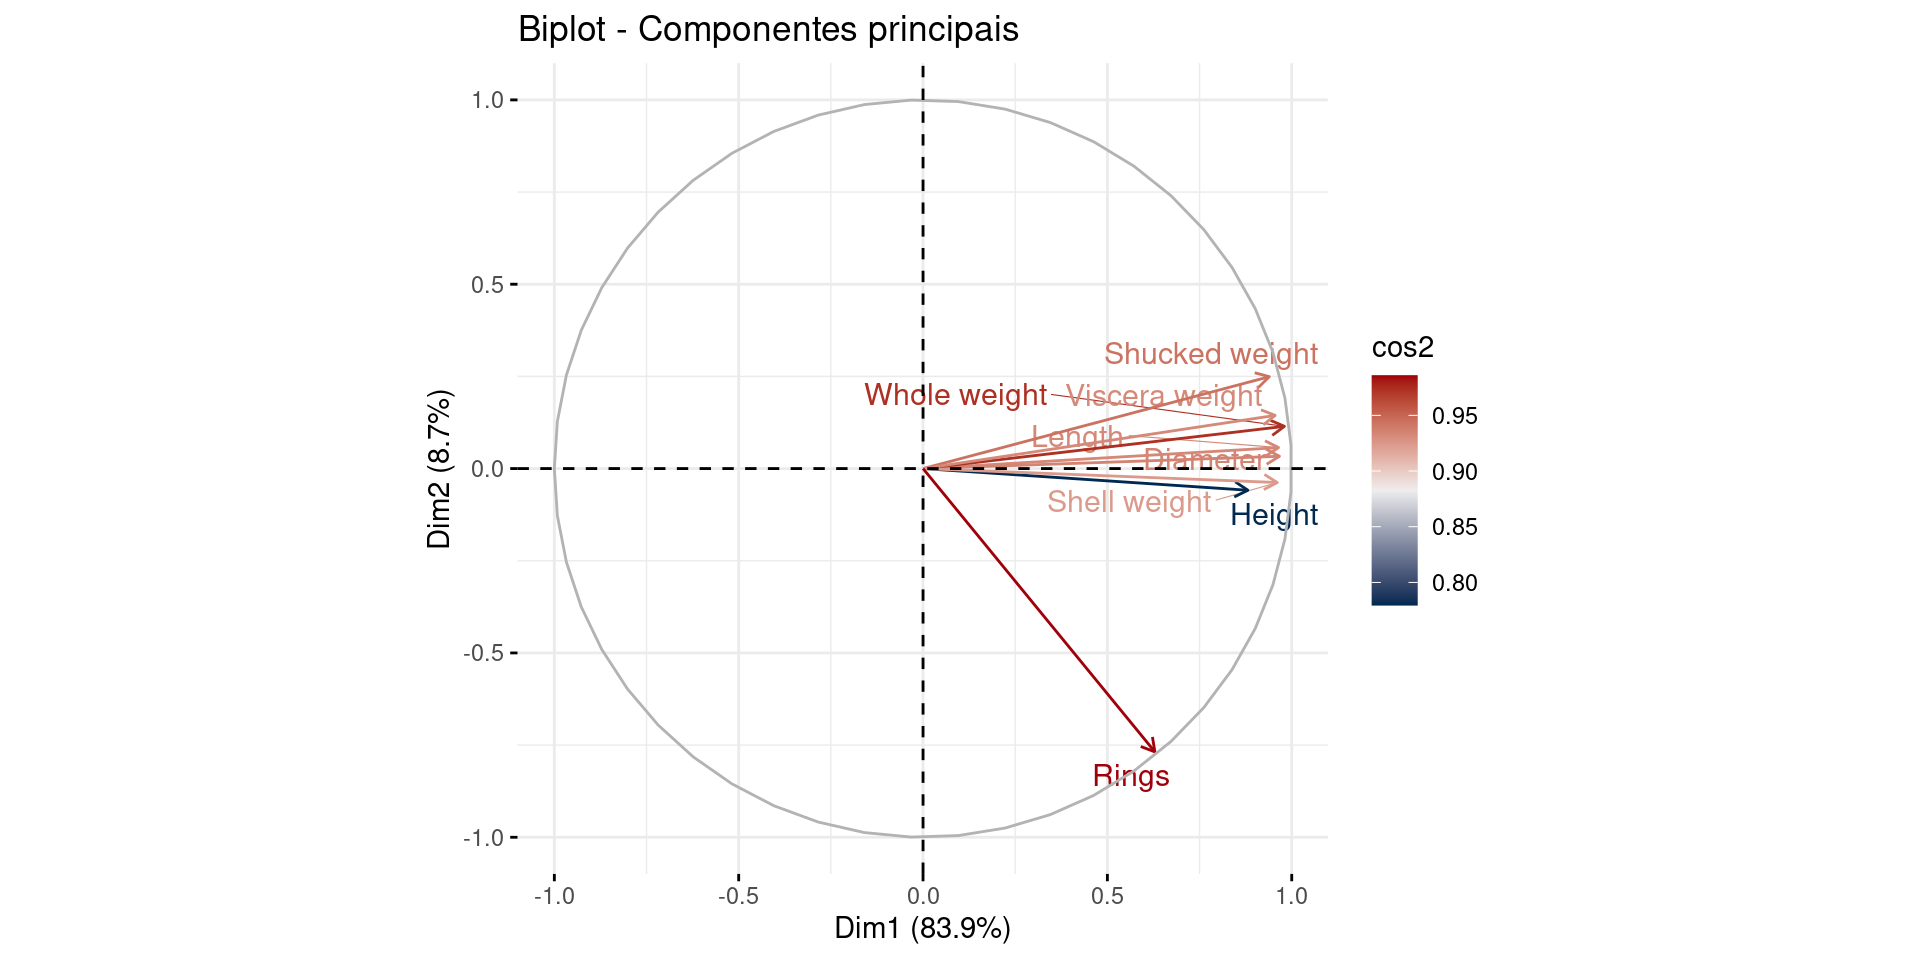 Biplot - Componentes principais
1.0
0.5
0.0
-0.5
-1.0
Dim2 (8.7%)
Shucked weight
Whole weight
Viscera weight
Length
Diameter
Shell weight
Height
Rings
-1.0
-0.5
0.0
0.5
1.0
Dim1 (83.9%)
cos2
0.95
0.90
0.85
0.80